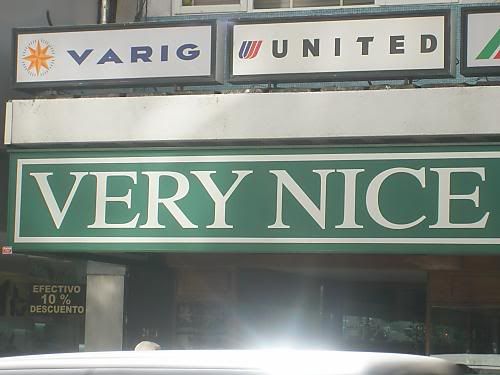 VARIG
UNITED
VERY NICE
EFECTIVO
10 %
DESCUENTO